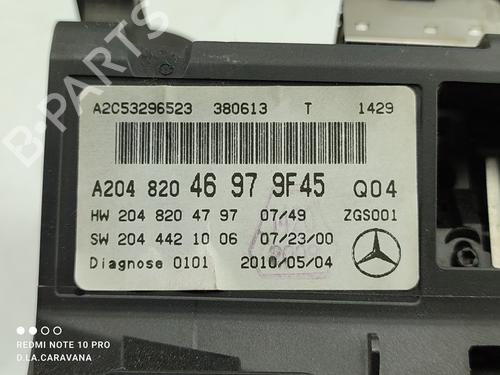 A2C53296523 380613 T 1429
A204 820 46 97 9F45 Q04
HW 204 820 47 97 07/49 ZGS001
SW 204 442 10 06 07/23/00
Diagnose 0101 2010/05/04
B-PARTS
REDMI NOTE 10 PRO
D.LA.CARAVANA